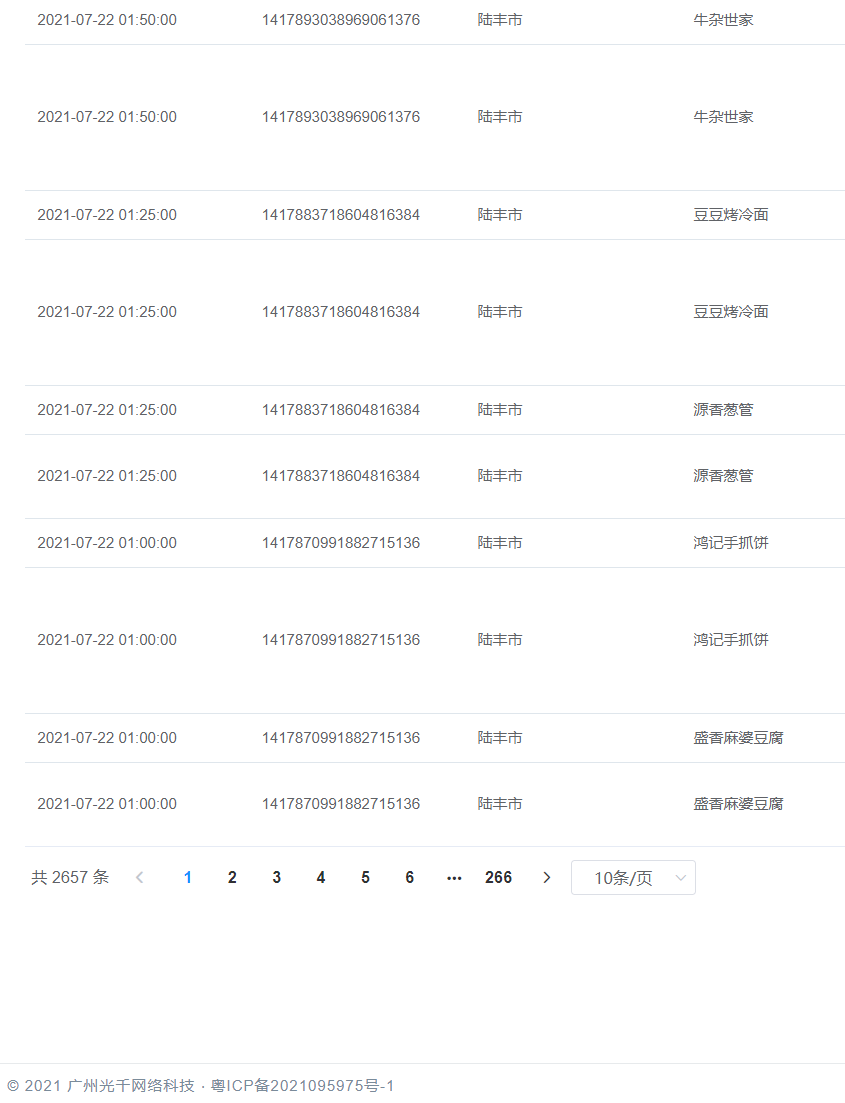 2021-07-22 01:50:00 1417893038969061376 陆丰市 牛杂世家
2021-07-22 01:50:00 1417893038969061376 陆丰市 牛杂世家
2021-07-22 01:25:00 1417883718604816384 陆丰市 豆豆烤冷面
2021-07-22 01:25:00 1417883718604816384 陆丰市 豆豆烤冷面
2021-07-22 01:25:00 1417883718604816384 陆丰市 源香葱管
2021-07-22 01:25:00 1417883718604816384 陆丰市 源香葱管
2021-07-22 01:00:00 1417870991882715136 陆丰市 鸿记手抓饼
2021-07-22 01:00:00 1417870991882715136 陆丰市 鸿记手抓饼
2021-07-22 01:00:00 1417870991882715136 陆丰市 盛香麻婆豆腐
2021-07-22 01:00:00 1417870991882715136 陆丰市 盛香麻婆豆腐
共 2657 条 1 2 3 4 5 6 ••• 266 10条/页
© 2021 广州光千网络科技 · 粤ICP备2021095975号-1